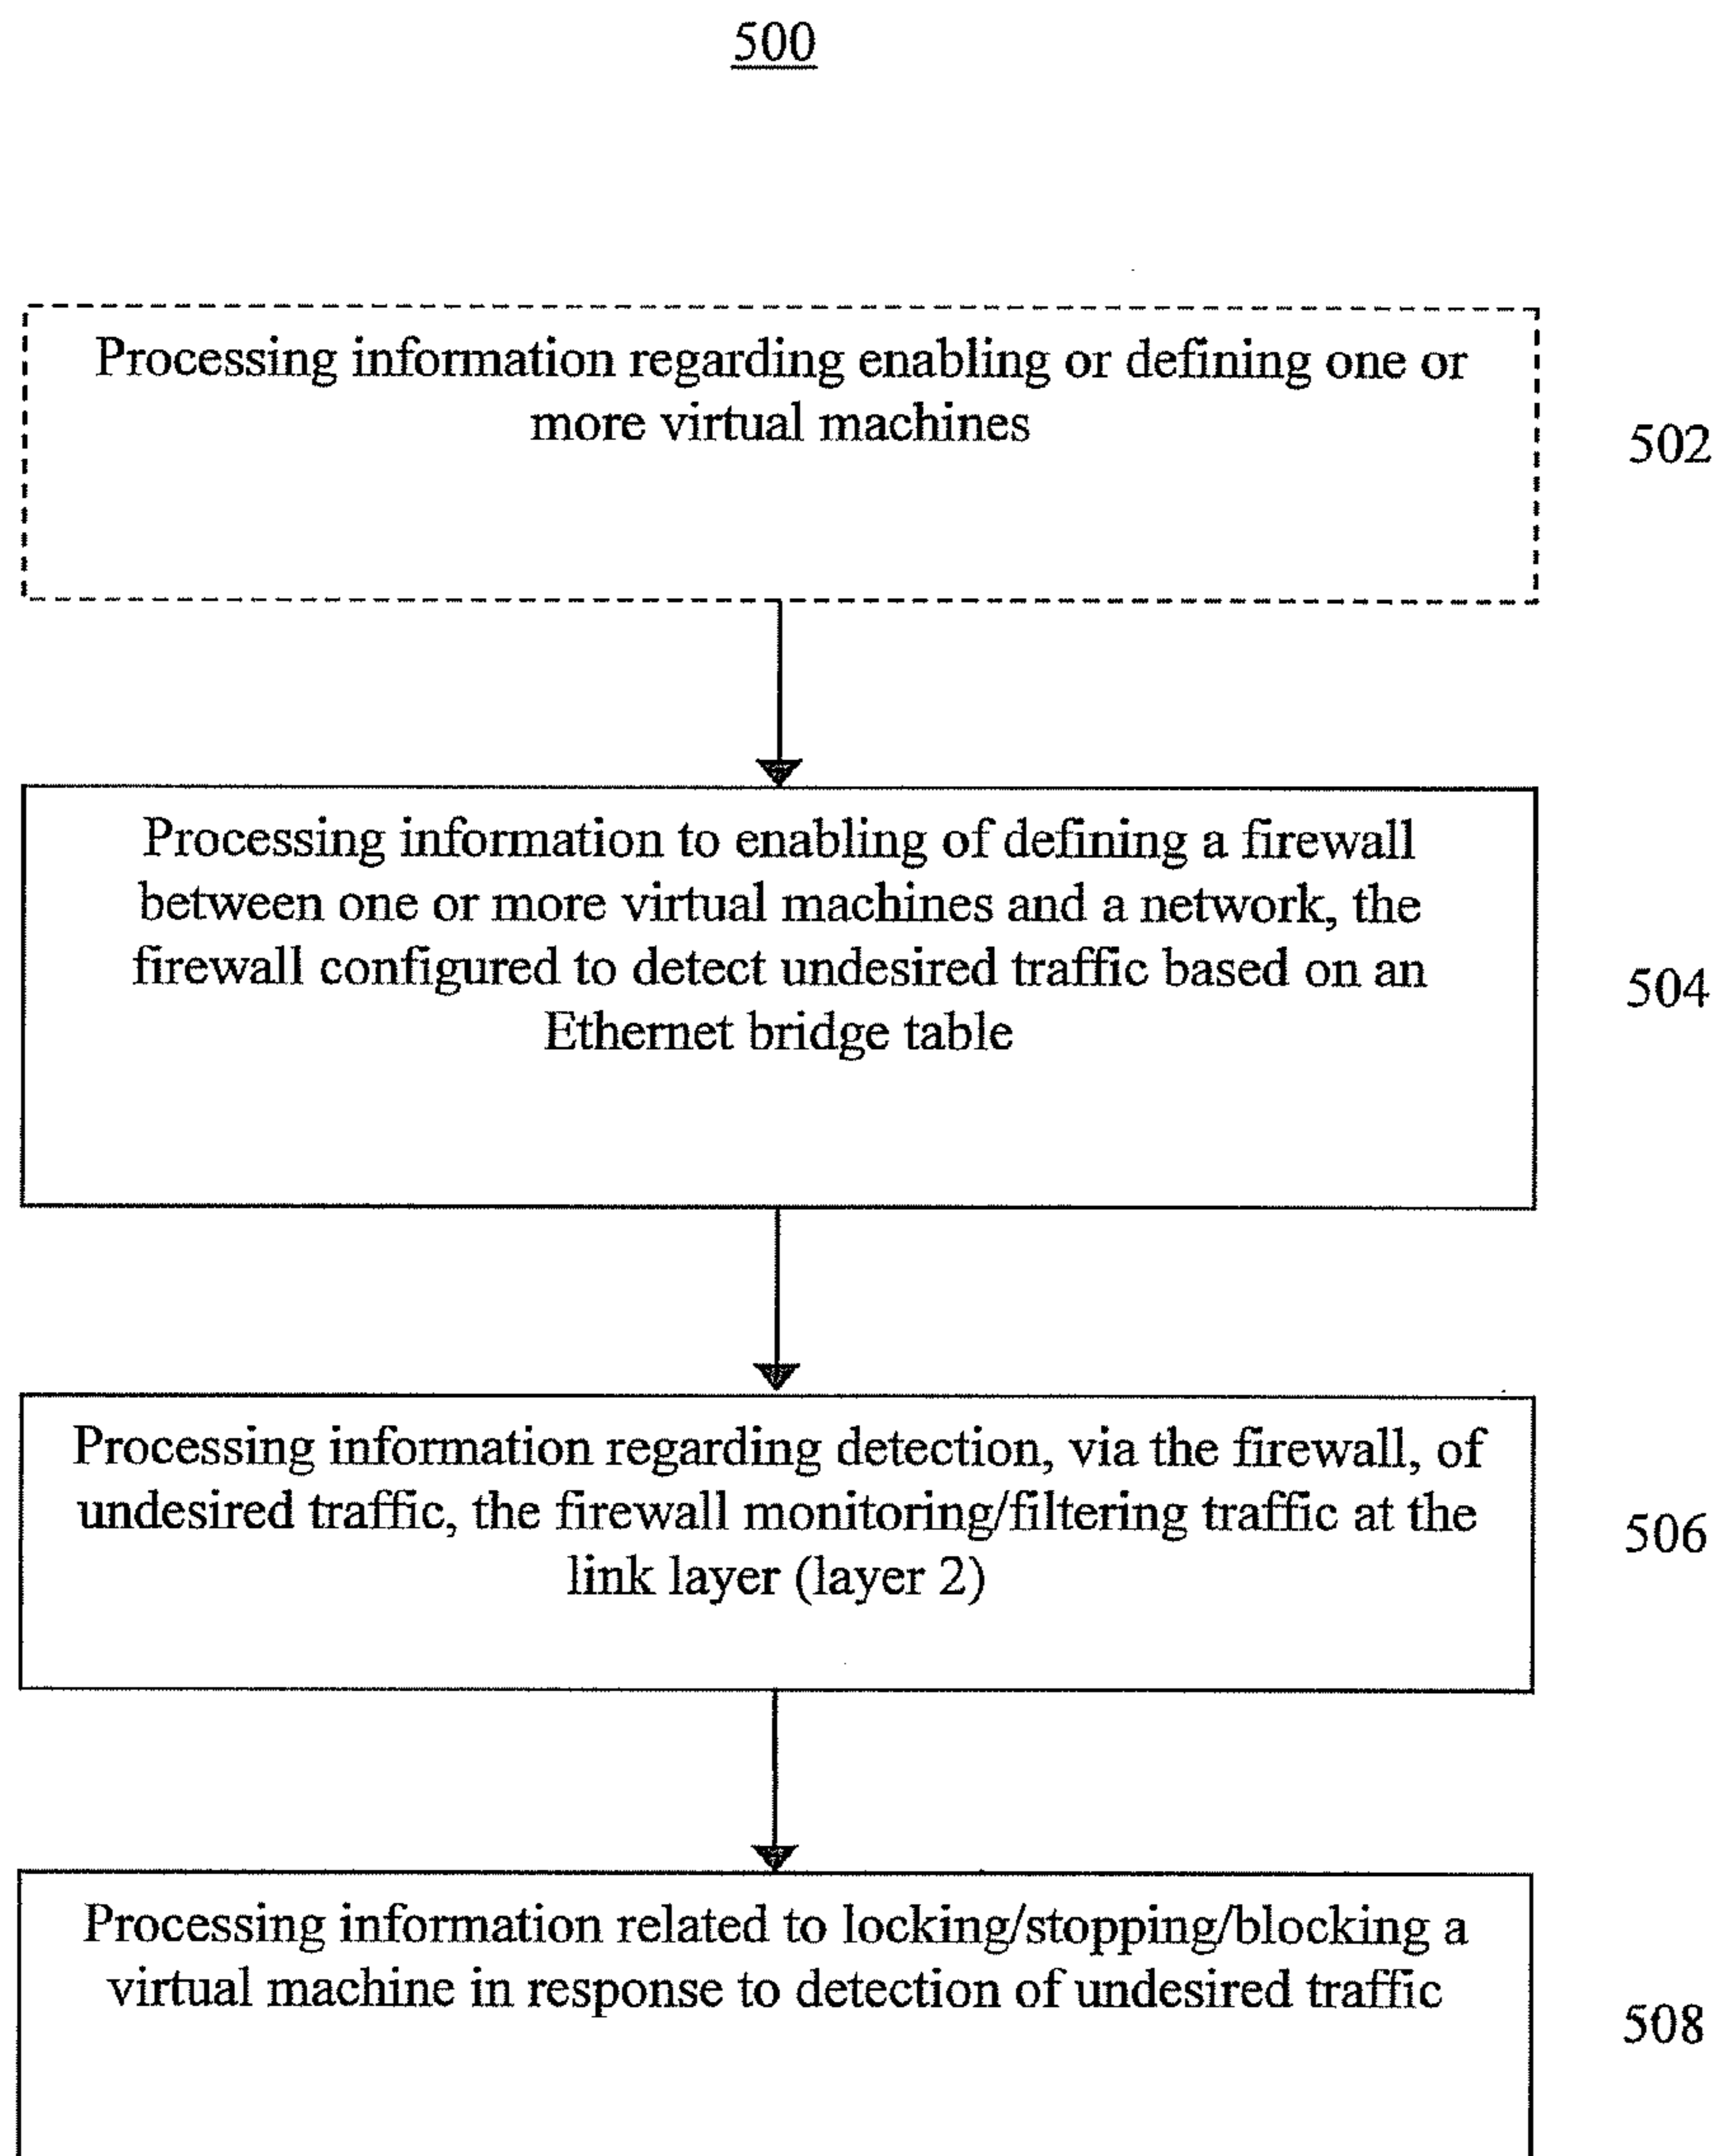 500
Processing information regarding enabling or defining one or
more virtual machines
502
Processing information to enabling of defining a firewall
between one or more virtual machines and a network, the
firewall configured to detect undesired traffic based on an
Ethernet bridge table
504
Processing information regarding detection, via the firewall, of
undesired traffic, the firewall monitoring/filtering traffic at the
link layer (layer 2)
506
Processing information related to locking/stopping/blocking a
virtual machine in response to detection of undesired traffic
508